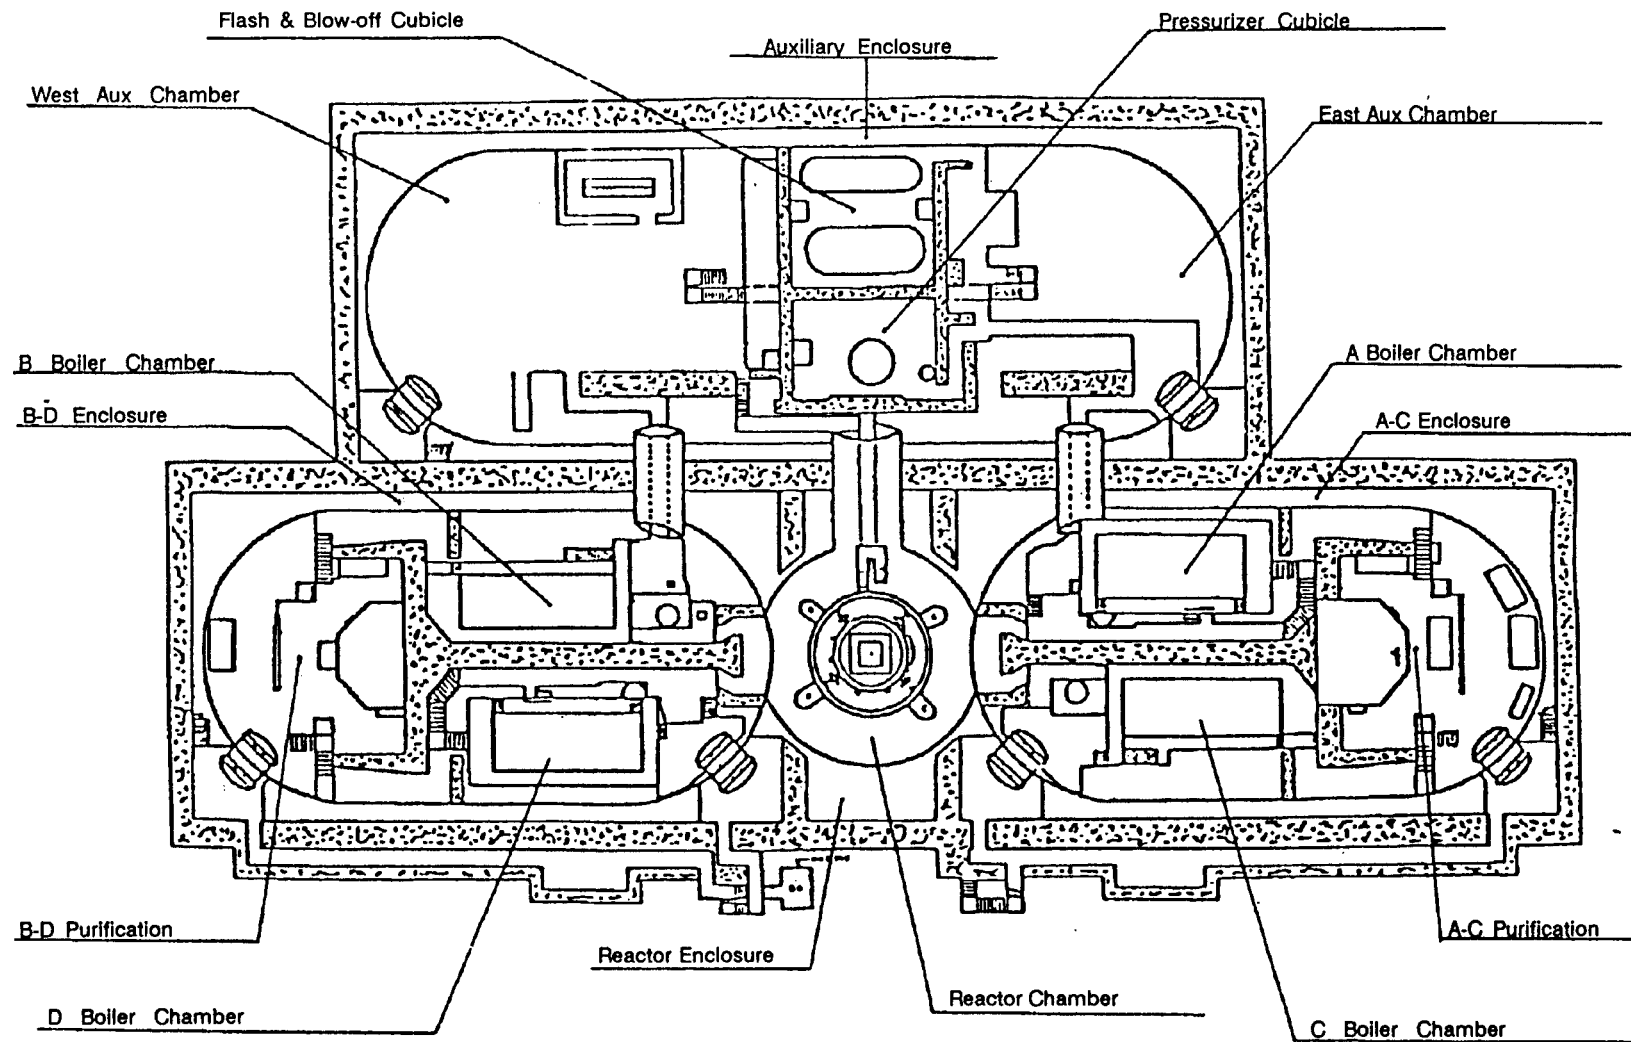 Flash & Blow-off Cubicle
Pressurizer Cubicle
Auxiliary Enclosure
West Aux Chamber
East Aux Chamber
B Boiler Chamber
A Boiler Chamber
B-D Enclosure
A-C Enclosure
B-D Purification
A-C Purification
Reactor Enclosure
Reactor Chamber
D Boiler Chamber
C Boiler Chamber